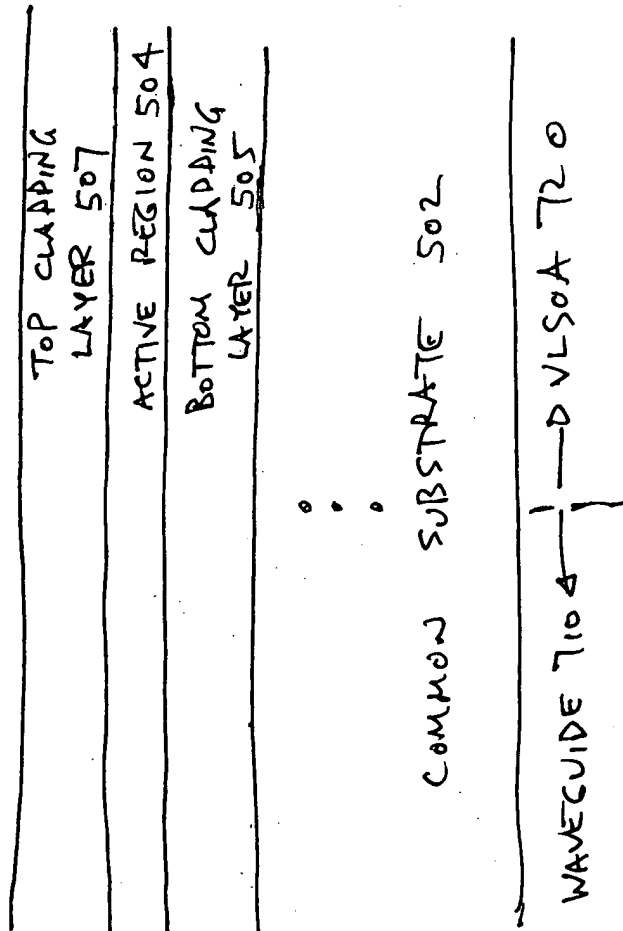 TOP CLADDING
LAYER 507
ACTIVE REGION 504
BOTTOM CLADDING
LAYER 505
COMMON SUBSTRATE 502
WAVEGUIDE 710 VLSOA 720